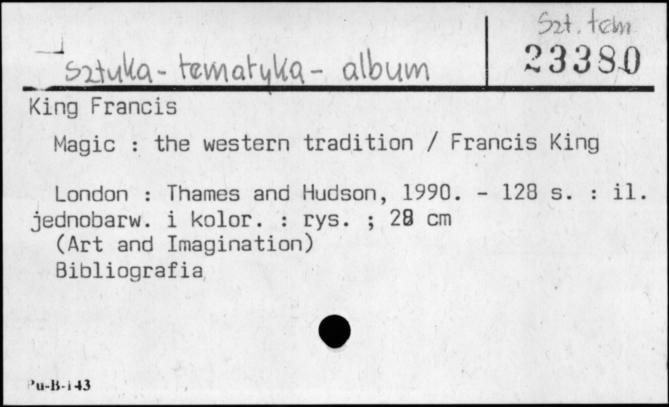 Szt. tem
23380
sztuka - tematyka - album
King Francis
Magic : the western tradition / Francis King
London : Thames and Hudson, 1990. - 128 s. : il.
jednobarw. i kolor. : rys. ; 28 cm
(Art and Imagination)
Bibliografia
Pu-B-143